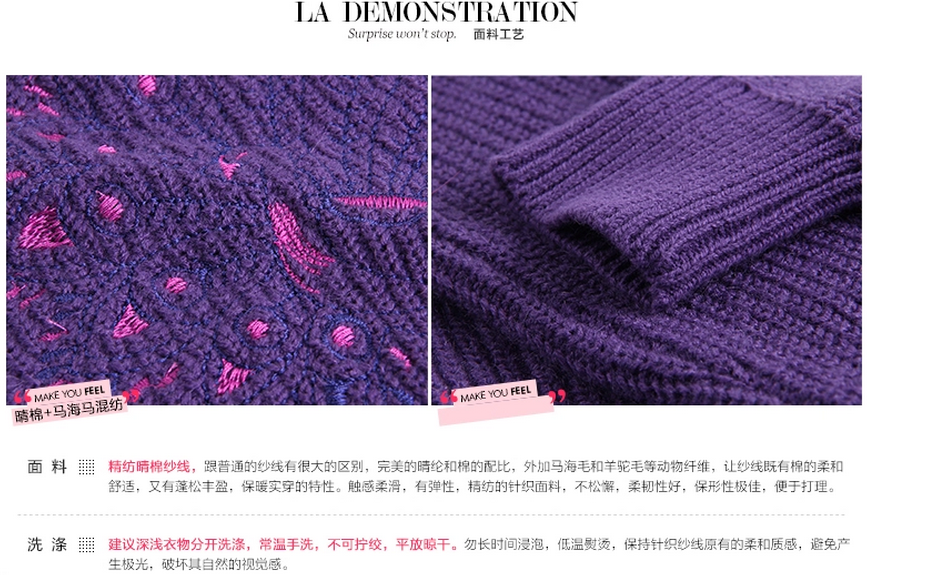 LA DEMONSTRATION
Surprise won't stop. 面料工艺
MAKE YOU FEEL
晴棉+马海马混纺
MAKE YOU FEEL
面 料
精纺晴棉纱线，跟普通的纱线有很大的区别，完美的晴纶和棉的配比，外加马海毛和羊驼毛等动物纤维，让纱线既有棉的柔和
舒适，又有蓬松丰盈，保暖实穿的特性。触感柔滑，有弹性，精纺的针织面料，不松懈，柔韧性好，保形性极佳，便于打理。
洗 涤
建议深浅衣物分开洗涤，常温手洗，不可拧绞，平放晾干。勿长时间浸泡，低温熨烫，保持针织纱线原有的柔和质感，避免产
生极光，破坏其自然的视觉感。